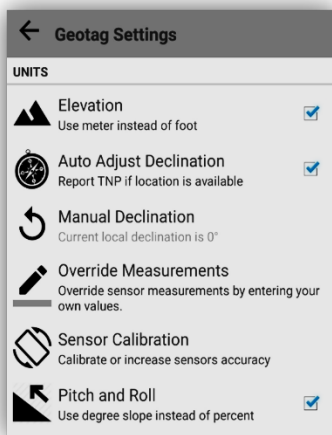 Geotag Settings
UNITS
Elevation
Use meter instead of foot
Auto Adjust Declination
Report TNP if location is available
Manual Declination
Current local declination is 0°
Override Measurements
Override sensor measurements by entering your
own values.
Sensor Calibration
Calibrate or increase sensors accuracy
Pitch and Roll
Use degree slope instead of percent